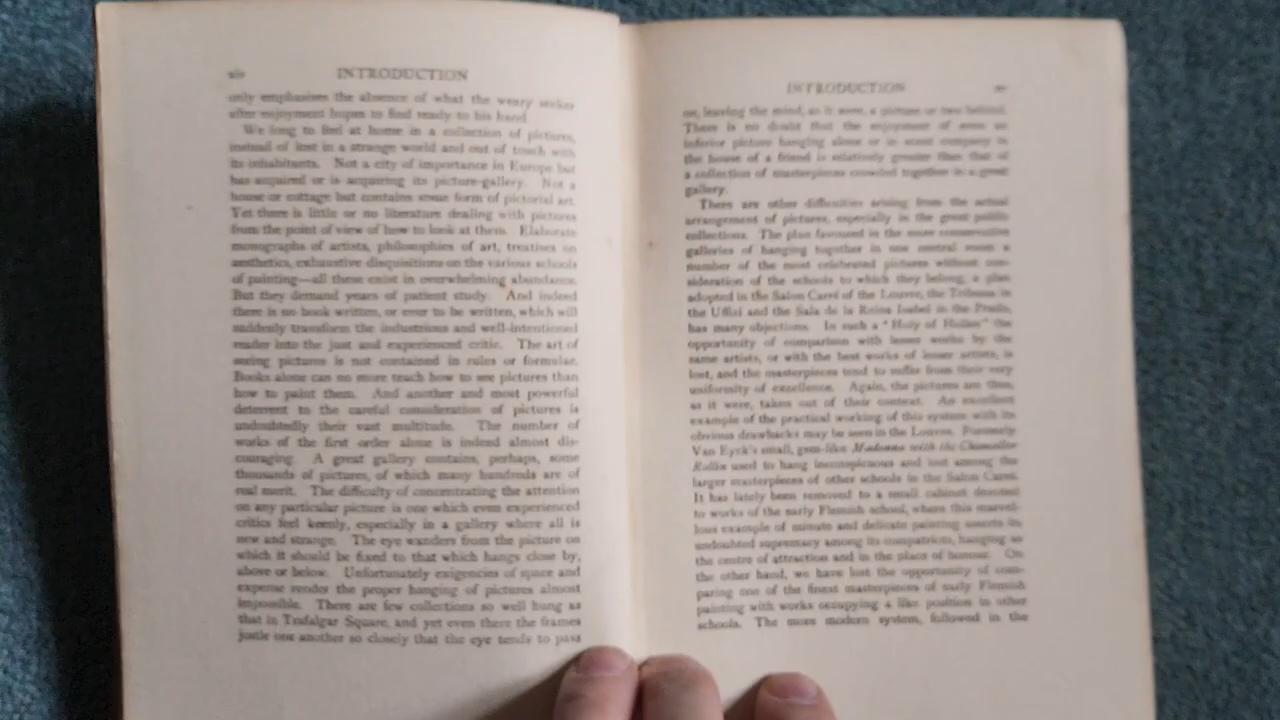 xiv INTRODUCTION
only emphasises the absence of what the weary seeker
after enjoyment hopes to find ready to his hand.
We long to feel at home in a collection of pictures,
instead of lost in a strange world and out of touch with
its inhabitants. Not a city of importance in Europe but
has acquired or is acquiring its picture-gallery. Not a
house or cottage but contains some form of pictorial art.
Yet there is little or no literature dealing with pictures
from the point of view of how to look at them. Elaborate
monographs of artists, philosophies of art, treatises on
aesthetics, exhaustive disquisitions on the various schools
of painting—all these exist in overwhelming abundance.
But they demand years of patient study. And indeed
there is no book written, or ever to be written, which will
suddenly transform the industrious and well-intentioned
reader into the just and experienced critic. The art of
seeing pictures is not contained in rules or formulae.
Books alone can no more teach how to see pictures than
how to paint them. And another and most powerful
deterrent to the careful consideration of pictures is
undoubtedly their vast multitude. The number of
works of the first order alone is indeed almost dis-
couraging. A great gallery contains, perhaps, some
thousands of pictures, of which many hundreds are of
real merit. The difficulty of concentrating the attention
on any particular picture is one which even experienced
critics feel keenly, especially in a gallery where all is
new and strange. The eye wanders from the picture on
which it should be fixed to that which hangs close by,
above or below. Unfortunately exigencies of space and
expense render the proper hanging of pictures almost
impossible. There are few collections so well hung as
that in Trafalgar Square, and yet even there the frames
jostle one another so closely that the eye tends to pass
INTRODUCTION xv
on, leaving the mind, as it were, a picture or two behind.
There is no doubt that the enjoyment of even an
inferior picture hanging alone or in scant company in
the house of a friend is relatively greater than that of
a collection of masterpieces crowded together in a great
gallery.
There are other difficulties arising from the actual
arrangement of pictures, especially in the great public
collections. The plan favoured in the more conservative
galleries of hanging together in one central room a
number of the most celebrated pictures without con-
sideration of the schools to which they belong, a plan
adopted in the Salon Carré of the Louvre, the Tribuna in
the Uffizi and the Sala de la Reina Isabel in the Prado,
has many objections. In such a "Holy of Holies" the
opportunity of comparison with lesser works by the
same artists, or with the best works of lesser artists, is
lost, and the masterpieces tend to suffer from their very
uniformity of excellence. Again, the pictures are thus,
as it were, taken out of their context. An excellent
example of the practical working of this system with its
obvious drawbacks may be seen in the Louvre. Formerly
Van Eyck's small, gem-like Madonna with the Chancellor
Rollin used to hang inconspicuous and lost among the
larger masterpieces of other schools in the Salon Carré.
It has lately been removed to a small cabinet devoted
to works of the early Flemish school, where this marvel-
lous example of minute and delicate painting asserts its
undoubted supremacy among its compatriots, hanging as
the centre of attraction and in the place of honour. On
the other hand, we have lost the opportunity of com-
paring one of the finest masterpieces of early Flemish
painting with works occupying a like position in other
schools. The more modern system, followed in the